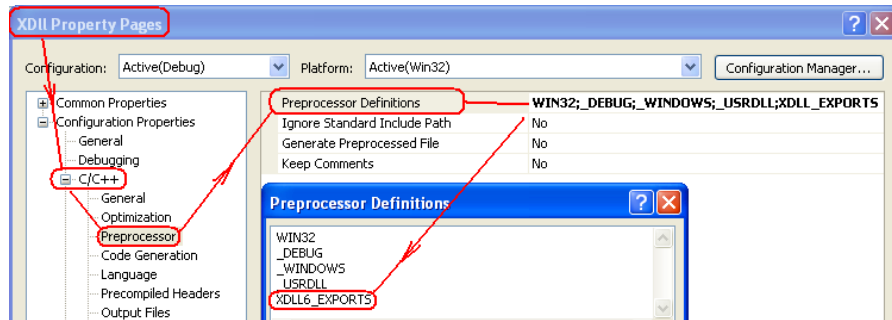 XDll Property Pages
Configuration: Active(Debug) Platform: Active(Win32) Configuration Manager...
Common Properties
Configuration Properties
General
Debugging
C/C++
General
Optimization
Preprocessor
Code Generation
Language
Precompiled Headers
Output Files
Preprocessor Definitions WIN32;_DEBUG;_WINDOWS;_USRDLL;XDLL_EXPORTS
Ignore Standard Include Path No
Generate Preprocessed File No
Keep Comments No
Preprocessor Definitions
WIN32
_DEBUG
_WINDOWS
_USRDLL
XDLL6_EXPORTS